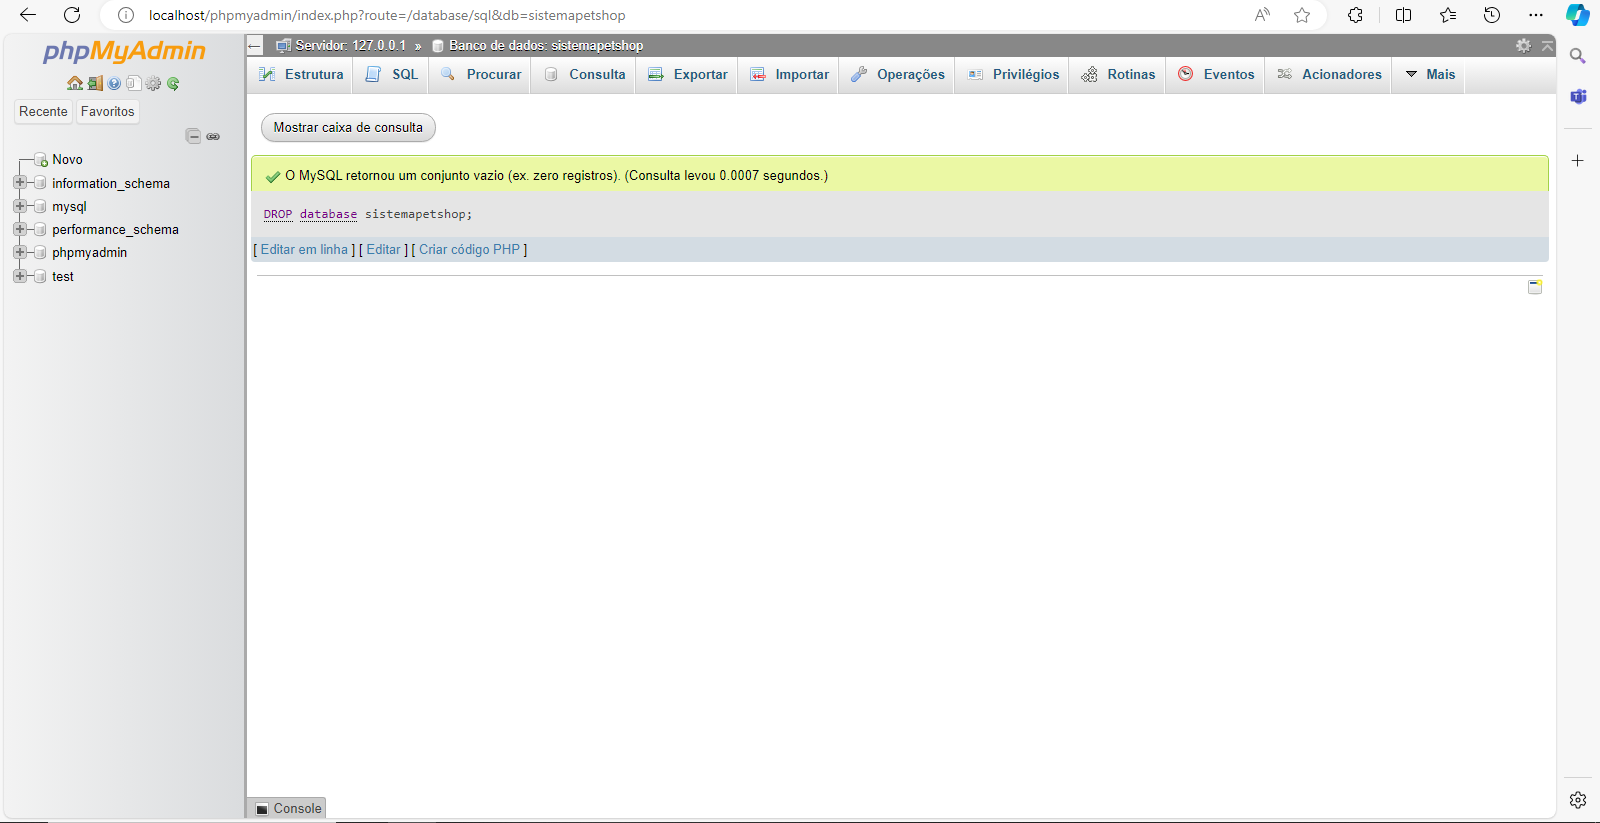 localhost/phpmyadmin/index.php?route=/database/sql&db=sistemapetshop
phpMyAdmin
Recente Favoritos
Novo
information_schema
mysql
performance_schema
phpmyadmin
test
Servidor: 127.0.0.1 » Banco de dados: sistemapetshop
Estrutura SQL Procurar Consulta Exportar Importar Operações Privilégios Rotinas Eventos Acionadores Mais
Mostrar caixa de consulta
O MySQL retornou um conjunto vazio (ex. zero registros). (Consulta levou 0.0007 segundos.)
DROP database sistemapetshop;
[ Editar em linha ] [ Editar ] [ Criar código PHP ]
Console